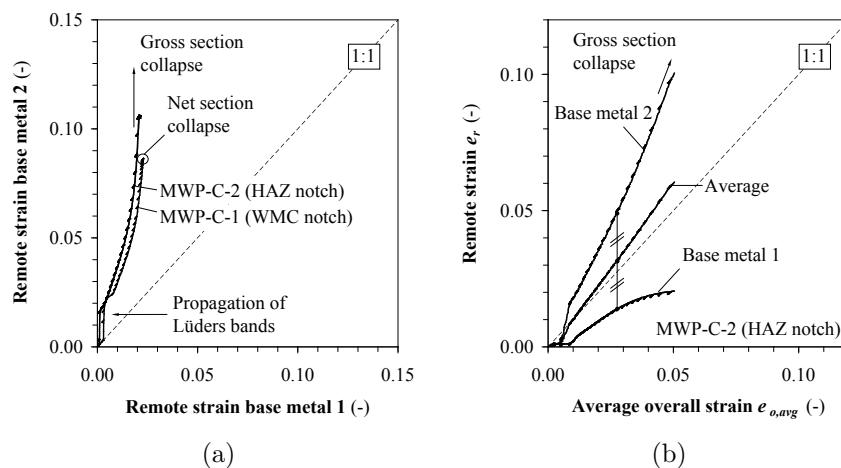 0.15
0.10
0.05
0.00
Remote strain base metal 2 (-)
Gross section
collapse
1:1
Net section
collapse
MWP-C-2 (HAZ notch)
MWP-C-1 (WMC notch)
Propagation of
Lüders bands
0.00
0.05
0.10
0.15
Remote strain base metal 1 (-)
(a)
0.10
0.05
0.00
Remote strain e_r (-)
Gross section
collapse
1:1
Base metal 2
Average
Base metal 1
MWP-C-2 (HAZ notch)
0.00
0.05
0.10
Average overall strain e_o,avg (-)
(b)